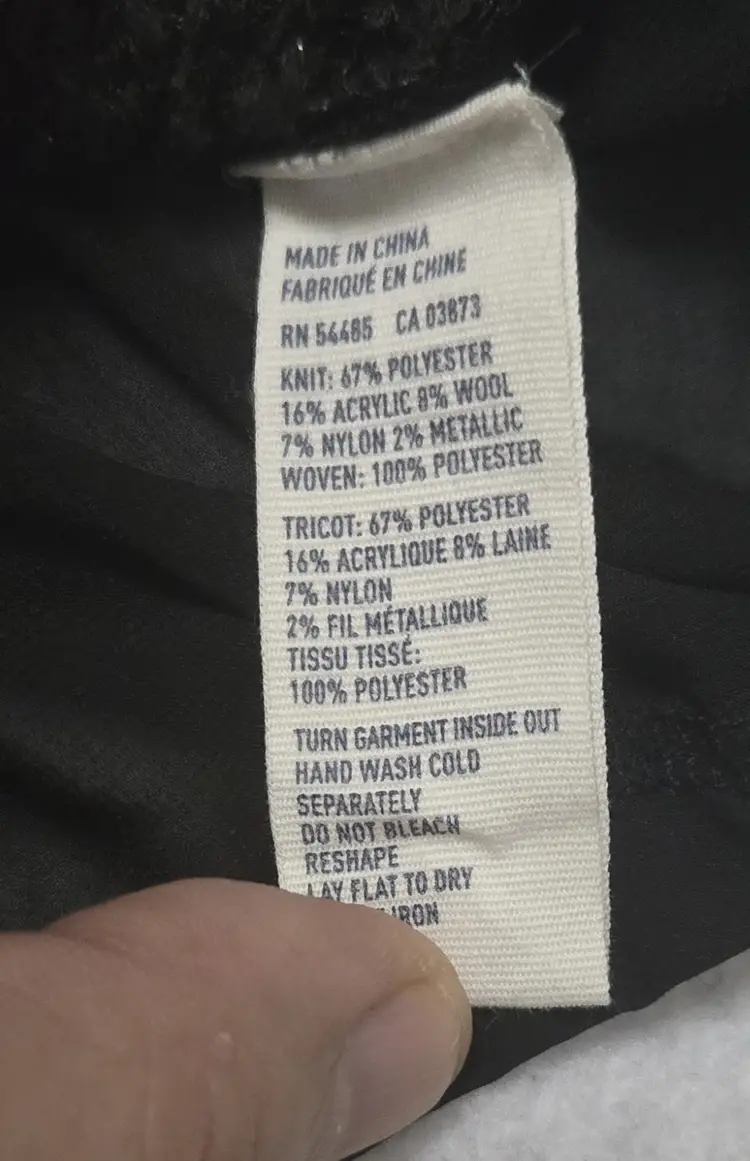 MADE IN CHINA
FABRIQUÉ EN CHINE
RN 54485 CA 03873
KNIT: 67% POLYESTER
16% ACRYLIC 8% WOOL
7% NYLON 2% METALLIC
WOVEN: 100% POLYESTER
TRICOT: 67% POLYESTER
16% ACRYLIQUE 8% LAINE
7% NYLON
2% FIL MÉTALLIQUE
TISSU TISSÉ:
100% POLYESTER
TURN GARMENT INSIDE OUT
HAND WASH COLD
SEPARATELY
DO NOT BLEACH
RESHAPE
LAY FLAT TO DRY
IRON